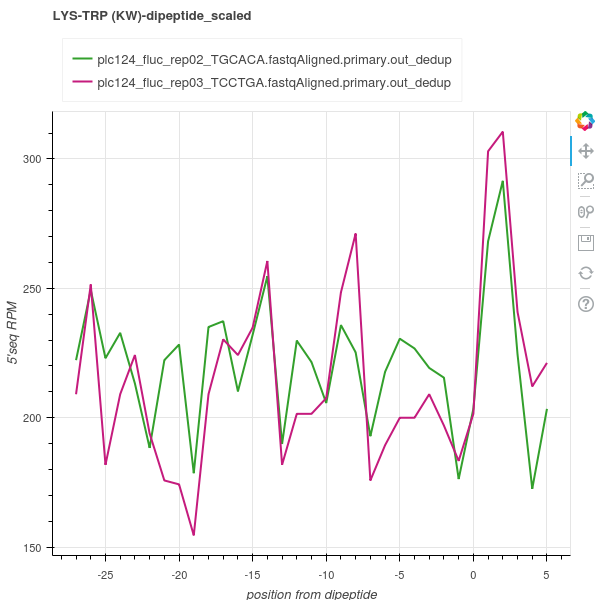 LYS-TRP (KW)-dipeptide_scaled
plc124_fluc_rep02_TGCACA.fastqAligned.primary.out_dedup
plc124_fluc_rep03_TCCTGA.fastqAligned.primary.out_dedup
300
250
200
150
5'seq RPM
-25 -20 -15 -10 -5 0 5
position from dipeptide